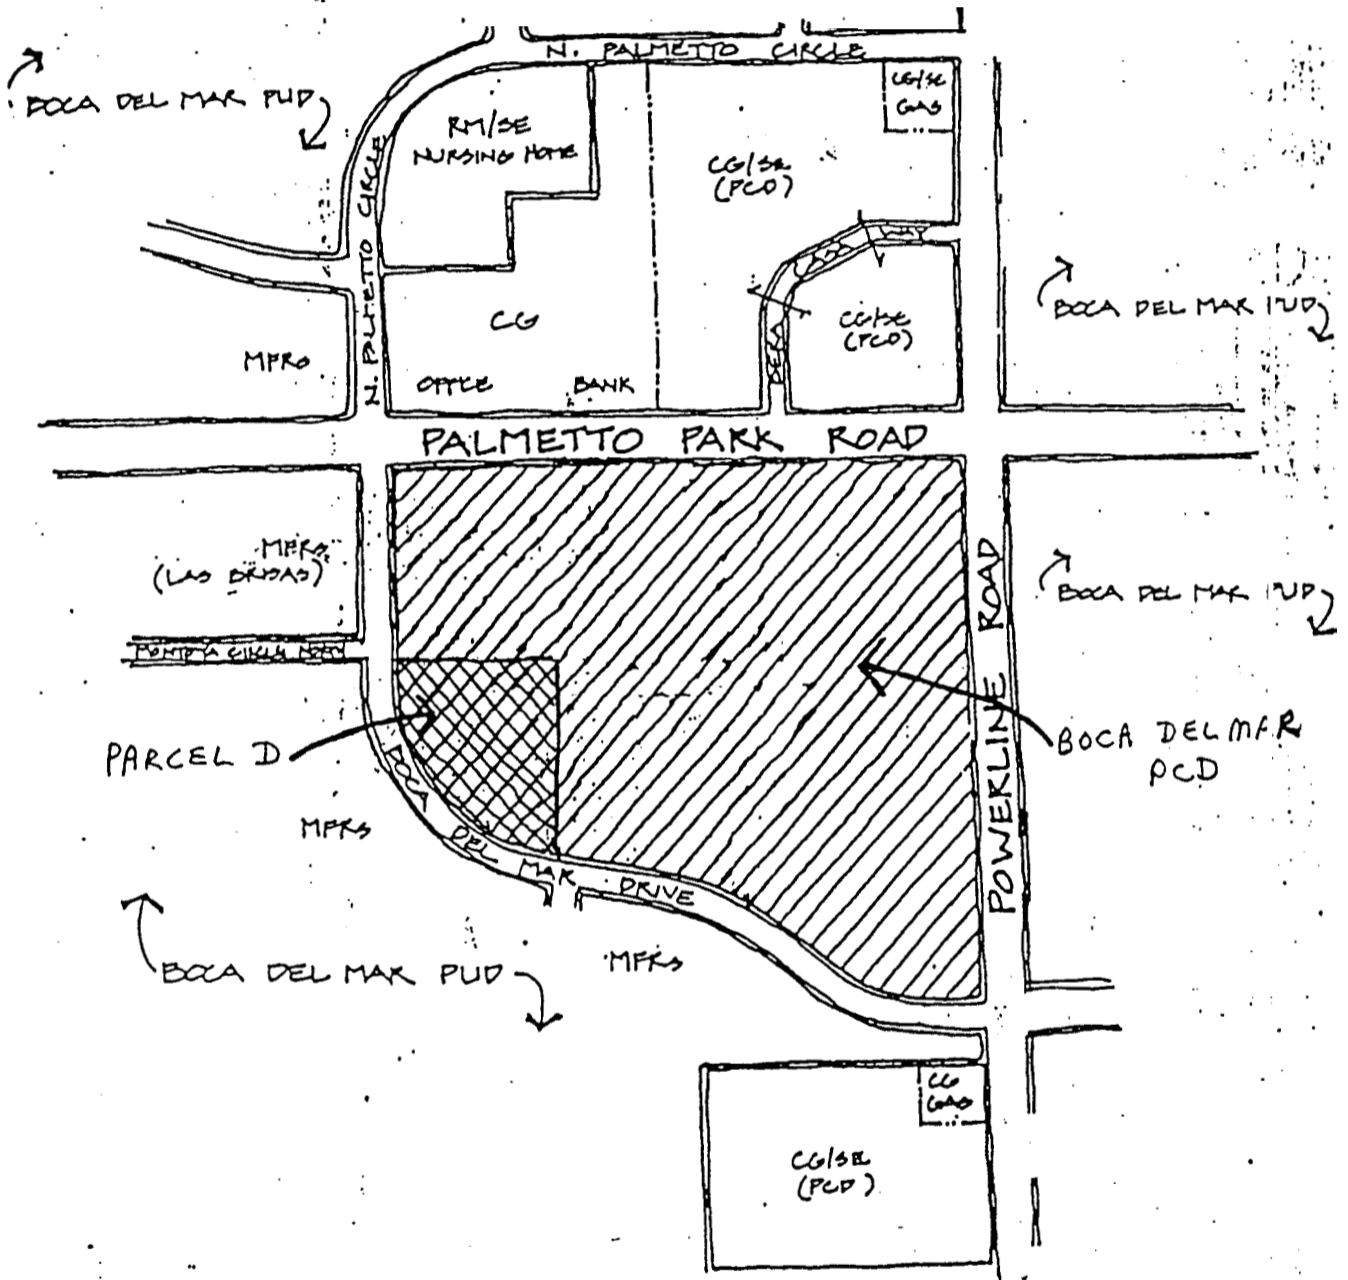 N. PALMETTO CIRCLE
BOCA DEL MAR PUD
CG/SE
GAS
RM/SE
NURSING HOME
N. PALMETTO CIRCLE
CG/SE
(PCD)
BOCA DEL MAR PUD
CG
CG/SE
(PCD)
MFRS
OFFICE
BANK
PALMETTO PARK ROAD
MFRS
(LAS BRISAS)
POWERLINE ROAD
BOCA DEL MAR PUD
CIRCLE
PARCEL D
BOCA DEL MAR
PCD
MFRS
BOCA DEL MAR DRIVE
BOCA DEL MAR PUD
MFRS
CG
GAS
CG/SE
(PCD)